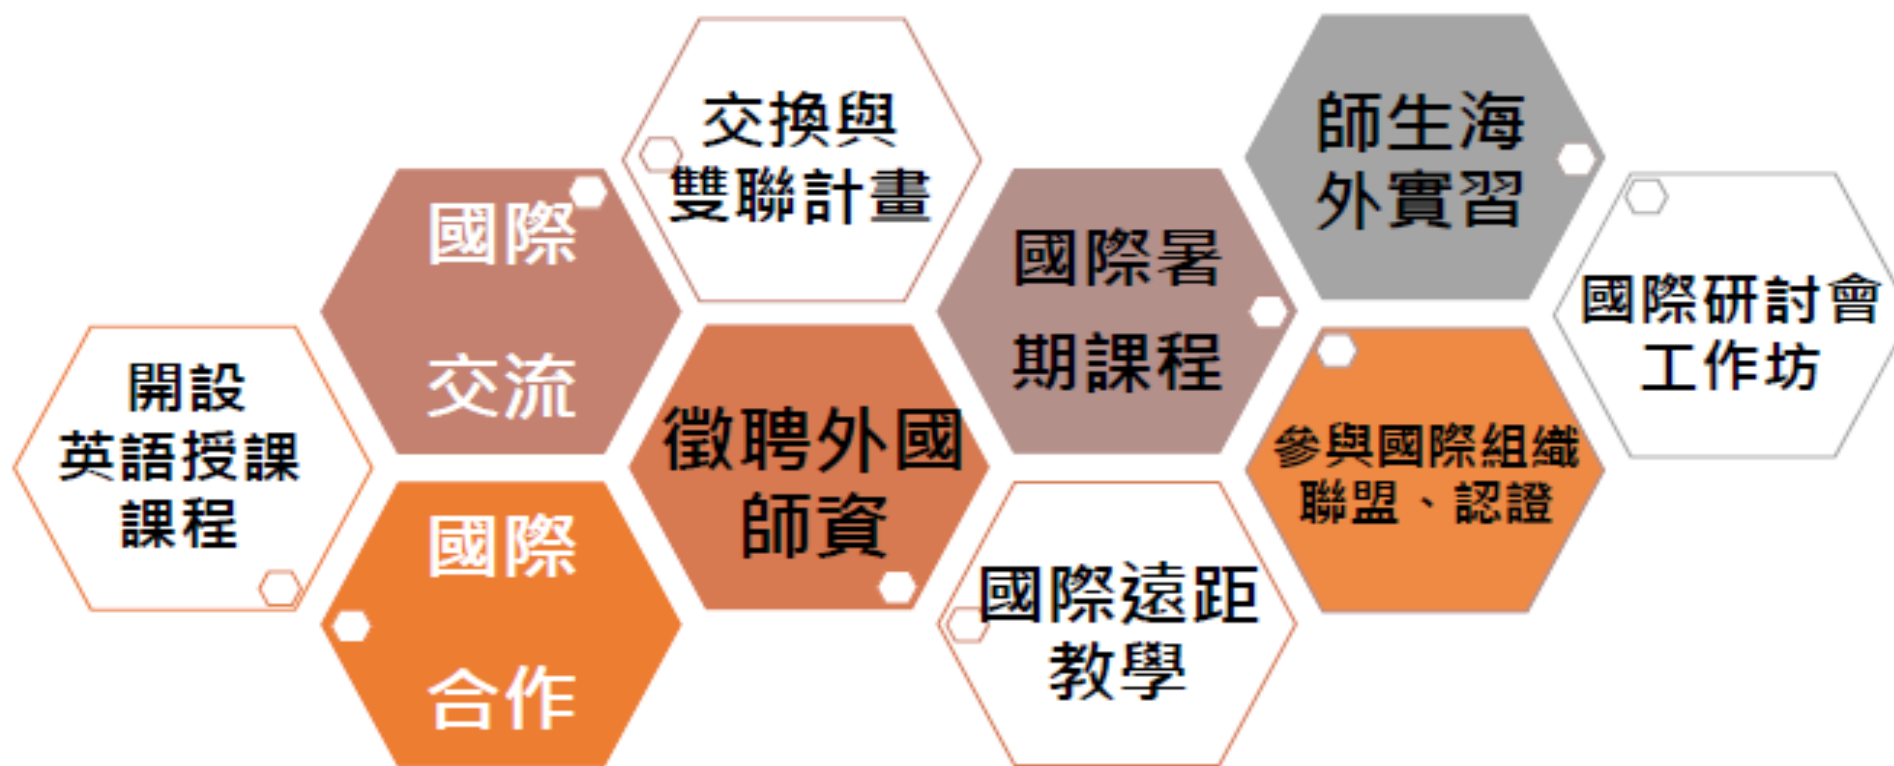 開設
英語授課
課程
國際
交流
國際
合作
交換與
雙聯計畫
徵聘外國
師資
國際暑
期課程
國際遠距
教學
師生海
外實習
參與國際組織
聯盟、認證
國際研討會
工作坊